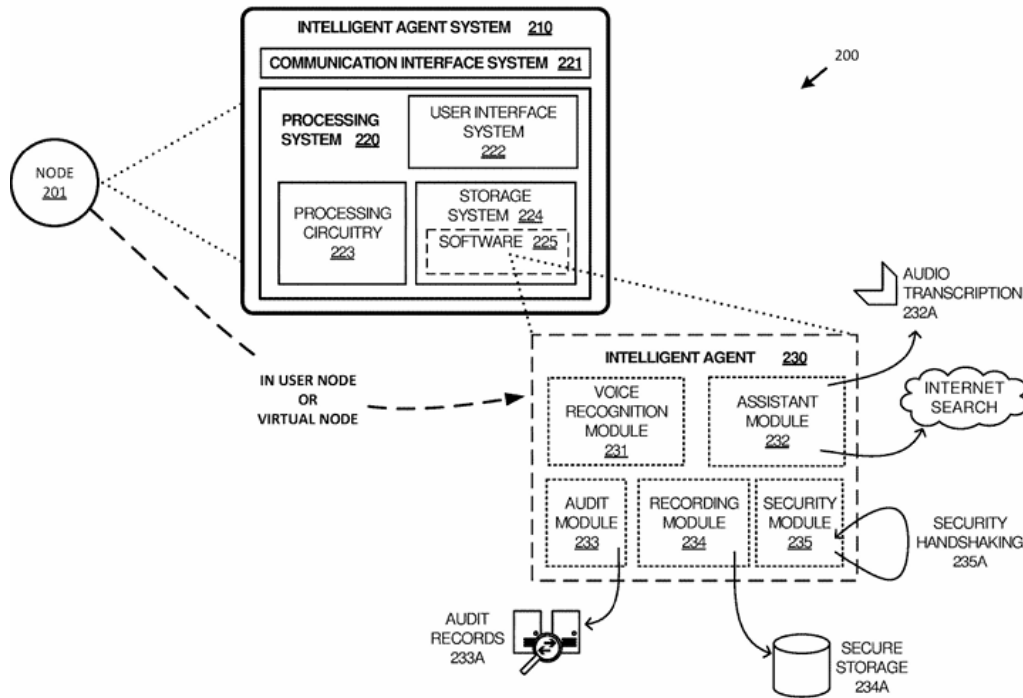 INTELLIGENT AGENT SYSTEM 210
COMMUNICATION INTERFACE SYSTEM 221
200
PROCESSING
SYSTEM 220
USER INTERFACE
SYSTEM
222
NODE
201
PROCESSING
CIRCUITRY
223
STORAGE
SYSTEM 224
SOFTWARE 225
AUDIO
TRANSCRIPTION
232A
IN USER NODE
OR
VIRTUAL NODE
INTELLIGENT AGENT 230
VOICE
RECOGNITION
MODULE
231
ASSISTANT
MODULE
232
INTERNET
SEARCH
AUDIT
MODULE
233
RECORDING
MODULE
234
SECURITY
MODULE
235
SECURITY
HANDSHAKING
235A
AUDIT
RECORDS
233A
SECURE
STORAGE
234A